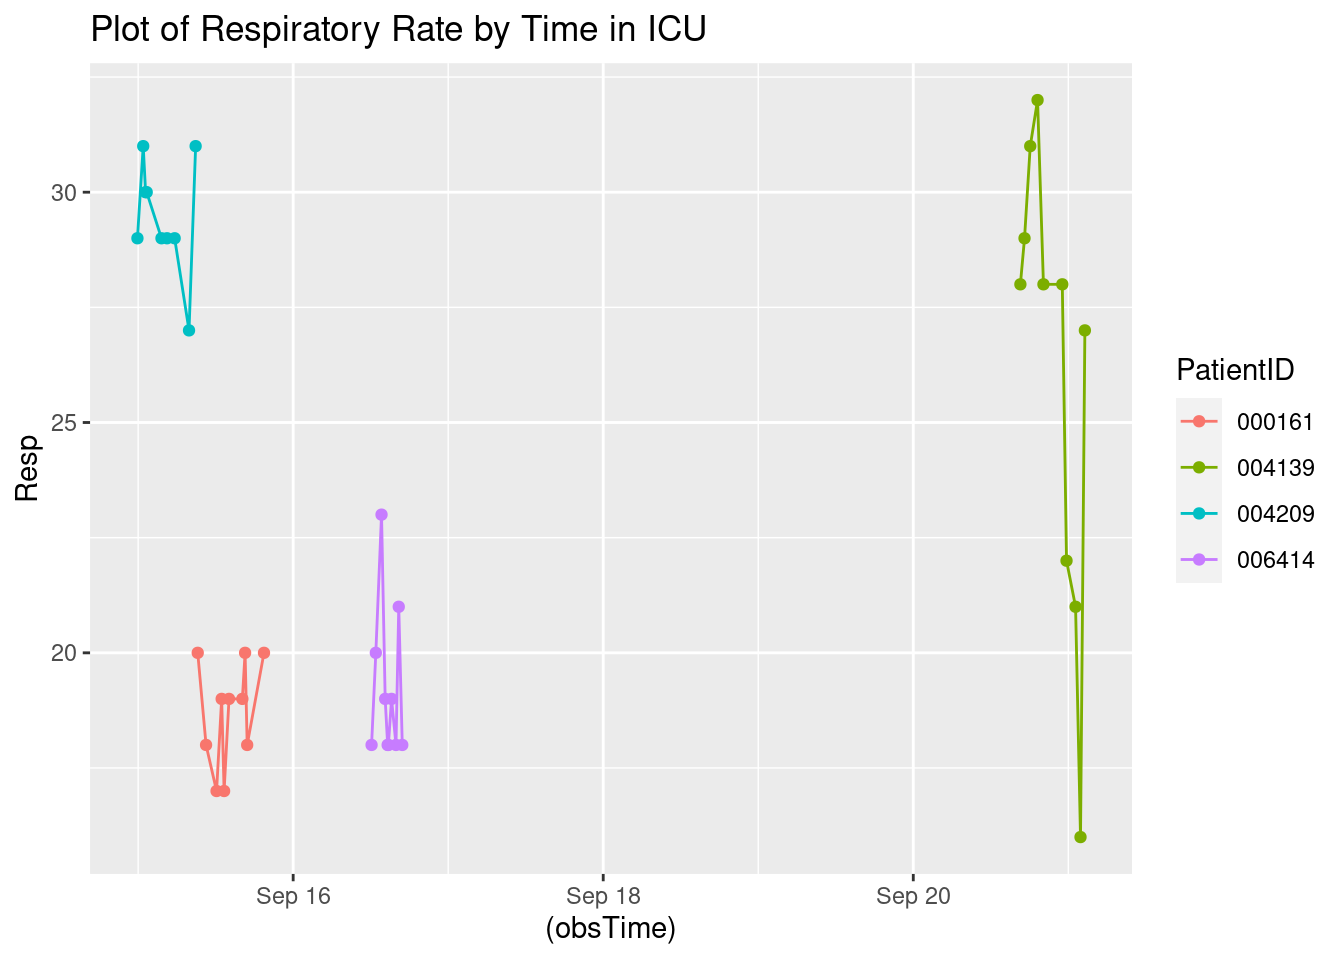 Plot of Respiratory Rate by Time in ICU
30
25
20
Resp
Sep 16
Sep 18
Sep 20
(obsTime)
PatientID
000161
004139
004209
006414